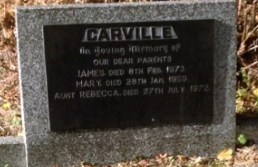 CARVILLE
In Loving Memory of
OUR DEAR PARENTS
JAMES, DIED 8TH FEB. 1973
MARY, DIED 28TH JAN.
AUNT REBECCA, DIED 27TH JULY 1972